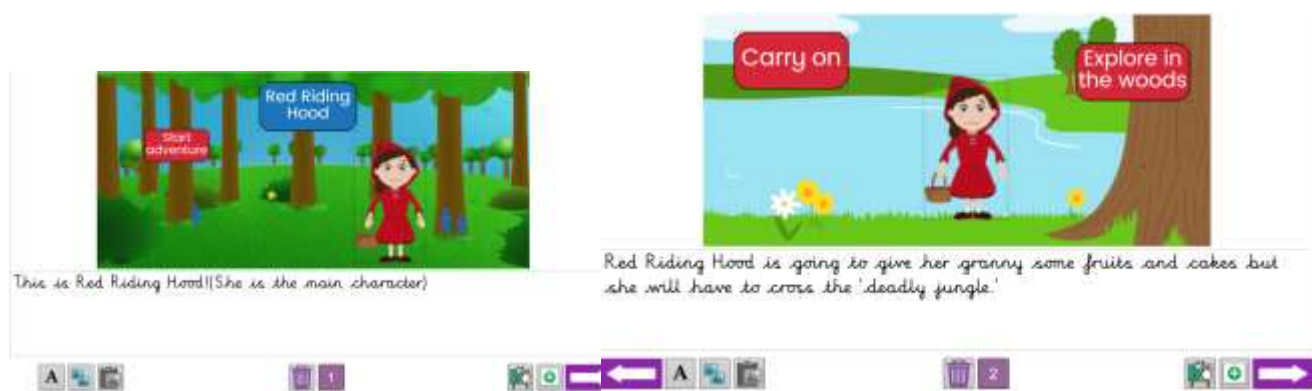 Red Riding
Hood
Start
adventure
This is Red Riding Hood!(She is the main character)
A
1
Carry on
Explore in
the woods
Red Riding Hood is going to give her granny some fruits and cakes but
she will have to cross the 'deadly jungle.'
A
2